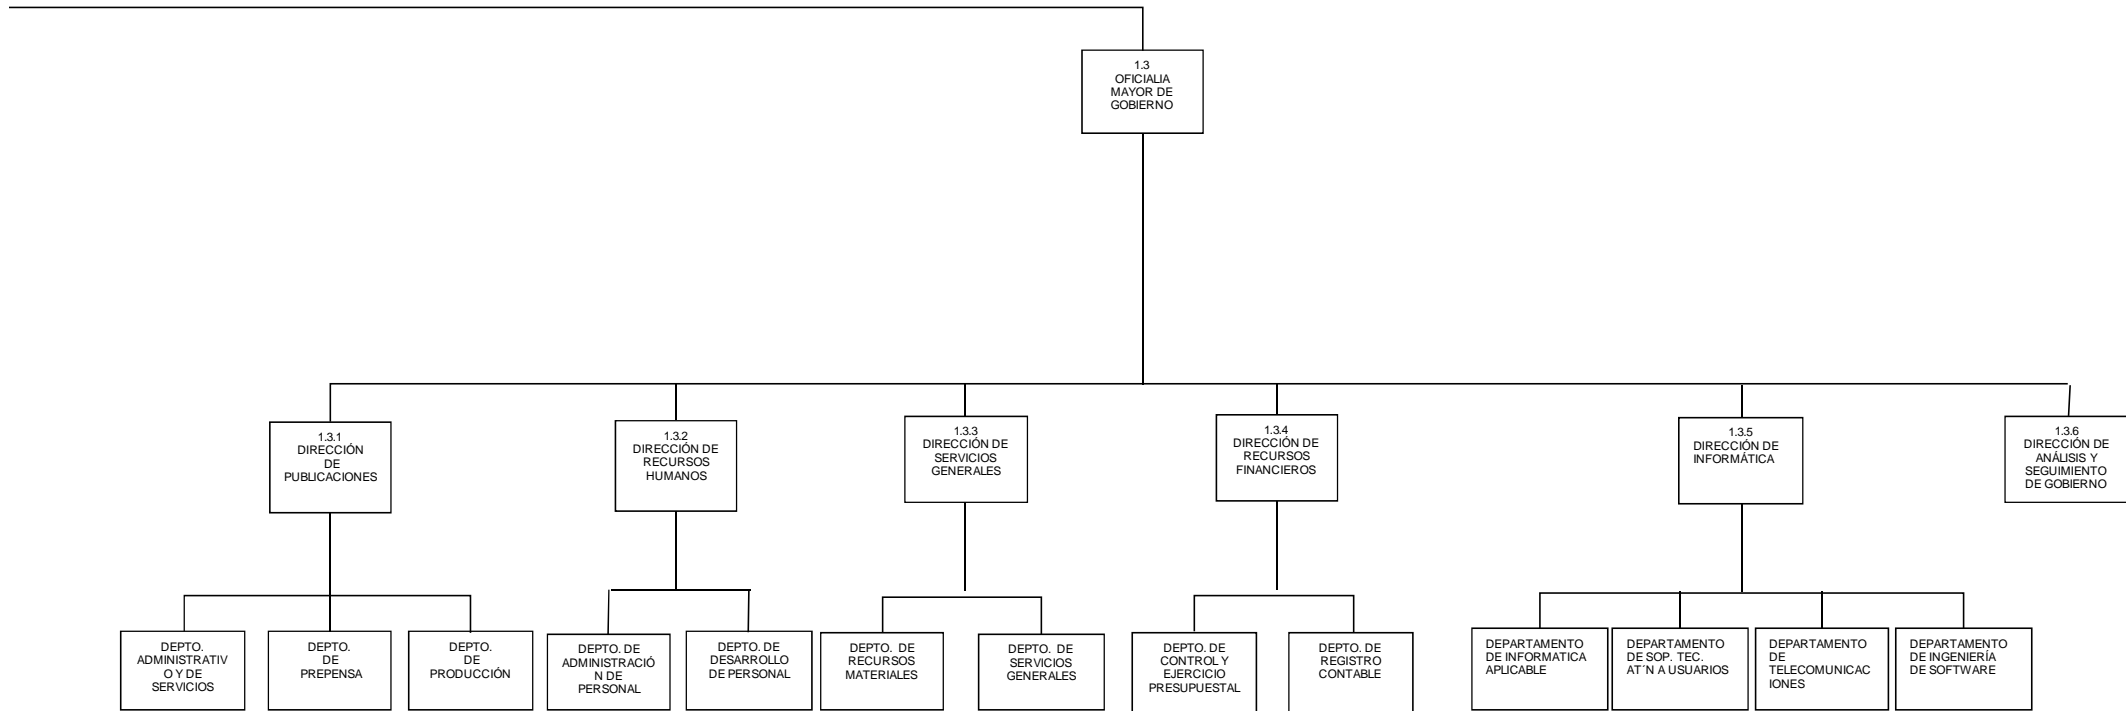 1.3
OFICIALIA
MAYOR DE
GOBIERNO
1.3.1
DIRECCIÓN
DE
PUBLICACIONES
1.3.2
DIRECCIÓN DE
RECURSOS
HUMANOS
1.3.3
DIRECCIÓN DE
SERVICIOS
GENERALES
1.3.4
DIRECCIÓN DE
RECURSOS
FINANCIEROS
1.3.5
DIRECCIÓN DE
INFORMÁTICA
1.3.6
DIRECCIÓN DE
ANÁLISIS Y
SEGUIMIENTO
DE GOBIERNO
DEPTO.
ADMINISTRATIV
O Y DE
SERVICIOS
DEPTO.
DE
PREPENSA
DEPTO.
DE
PRODUCCIÓN
DEPTO. DE
ADMINISTRACIÓ
N DE
PERSONAL
DEPTO. DE
DESARROLLO
DE PERSONAL
DEPTO. DE
RECURSOS
MATERIALES
DEPTO. DE
SERVICIOS
GENERALES
DEPTO. DE
CONTROL Y
EJERCICIO
PRESUPUESTAL
DEPTO. DE
REGISTRO
CONTABLE
DEPARTAMENTO
DE INFORMATICA
APLICABLE
DEPARTAMENTO
DE SOP. TEC.
AT´N A USUARIOS
DEPARTAMENTO
DE
TELECOMUNICAC
IONES
DEPARTAMENTO
DE INGENIERÍA
DE SOFTWARE